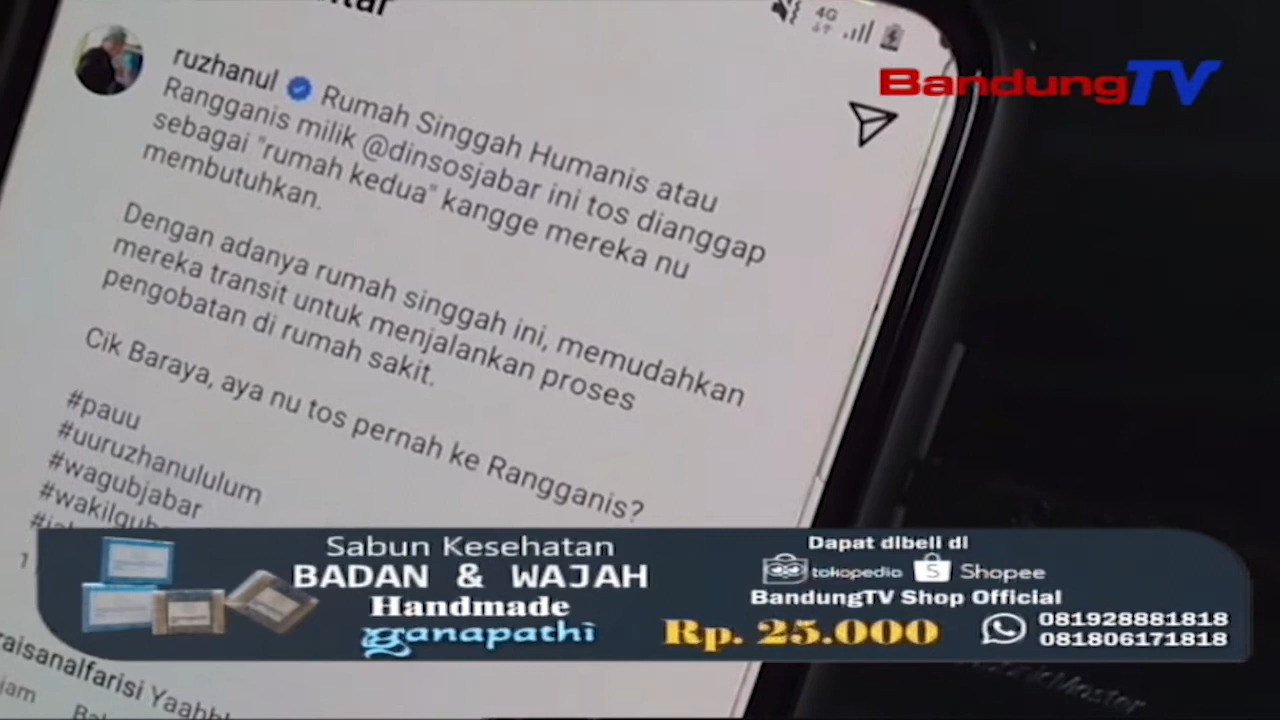 BandungTV
4G
ruzhanul Rumah Singgah Humanis atau
Rangganis milik @dinsosjabar ini tos dianggap
sebagai "rumah kedua" kangge mereka nu
membutuhkan.
Dengan adanya rumah singgah ini, memudahkan
mereka transit untuk menjalankan proses
pengobatan di rumah sakit.
Cik Baraya, aya nu tos pernah ke Rangganis?
#pauu
#uuruzhanululum
#wagubjabar
Sabun Kesehatan
BADAN & WAJAH
Handmade
ganapathi
Rp. 25.000
Dapat dibeli di
tokopedia Shopee
BandungTV Shop Official
081928881818
081806171818